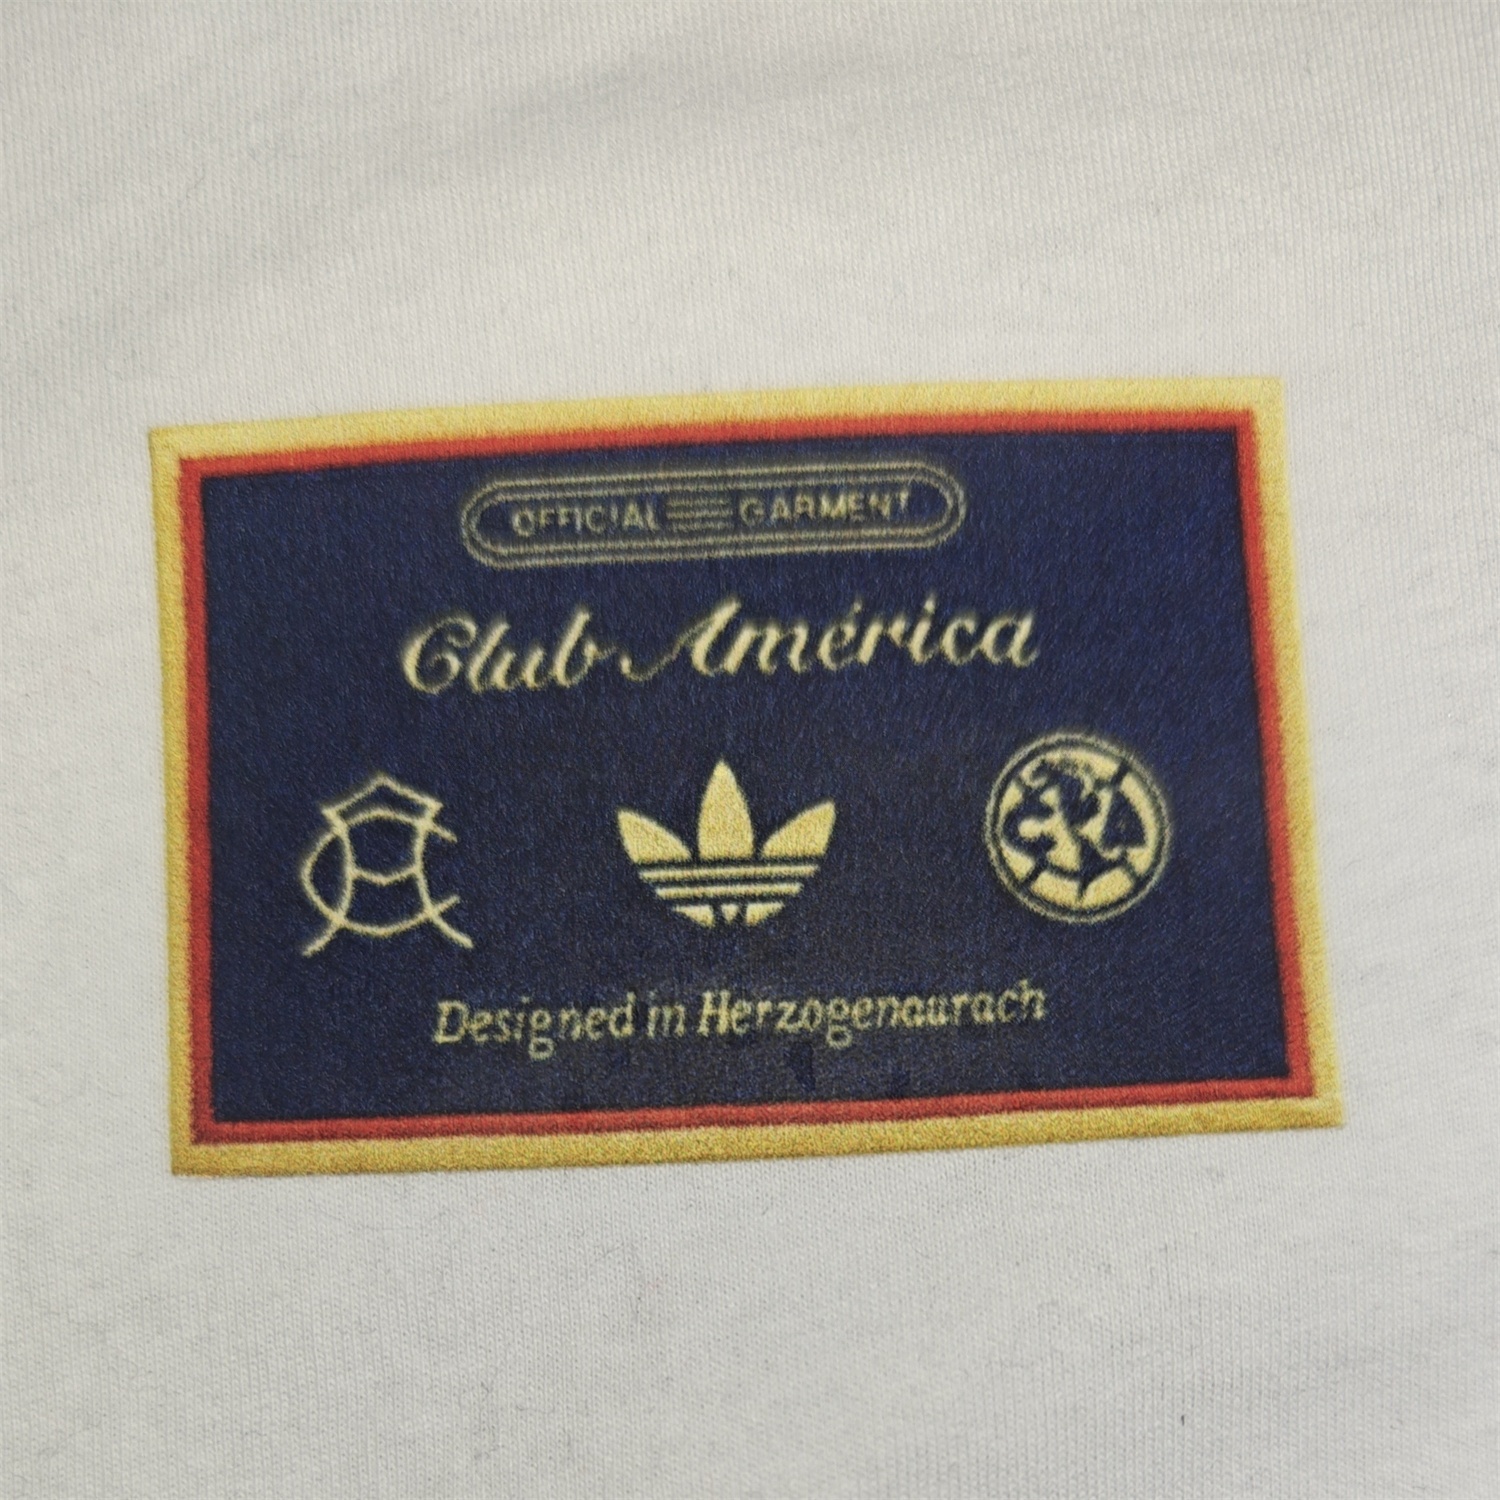 OFFICIAL GARMENT
Club América
Designed in Herzogenaurach